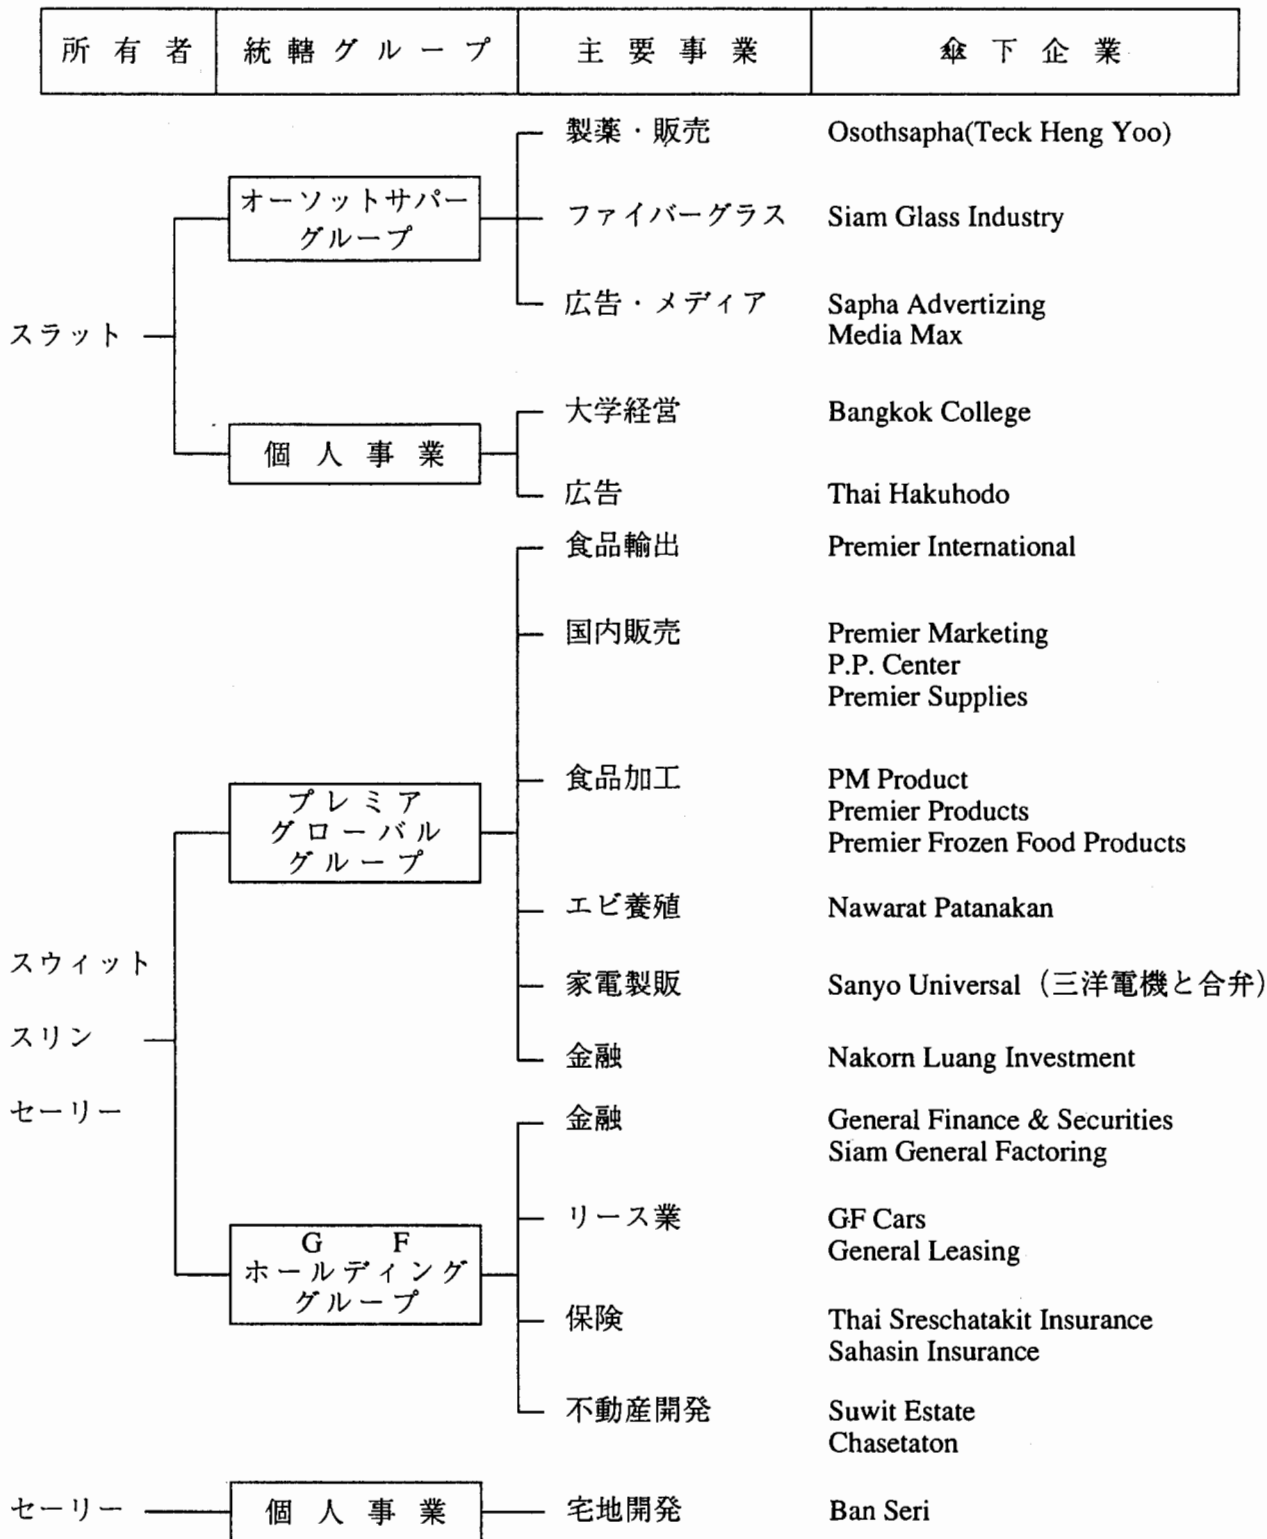 所有者 統轄グループ 主要事業 傘下企業
製薬・販売 Osothsapha(Teck Heng Yoo)
オーソットサパー
グループ
ファイバーグラス Siam Glass Industry
広告・メディア Sapha Advertizing
Media Max
スラット
大学経営 Bangkok College
個人事業
広告 Thai Hakuhodo
食品輸出 Premier International
国内販売 Premier Marketing
P.P. Center
Premier Supplies
食品加工 PM Product
Premier Products
Premier Frozen Food Products
プレミア
グローバル
グループ
エビ養殖 Nawarat Patanakan
スウィット
家電製販 Sanyo Universal（三洋電機と合弁）
スリン
金融 Nakorn Luang Investment
セーリー
金融 General Finance & Securities
Siam General Factoring
リース業 GF Cars
General Leasing
G F
ホールディング
グループ
保険 Thai Sreschatakit Insurance
Sahasin Insurance
不動産開発 Suwit Estate
Chasetaton
セーリー 個人事業 宅地開発 Ban Seri